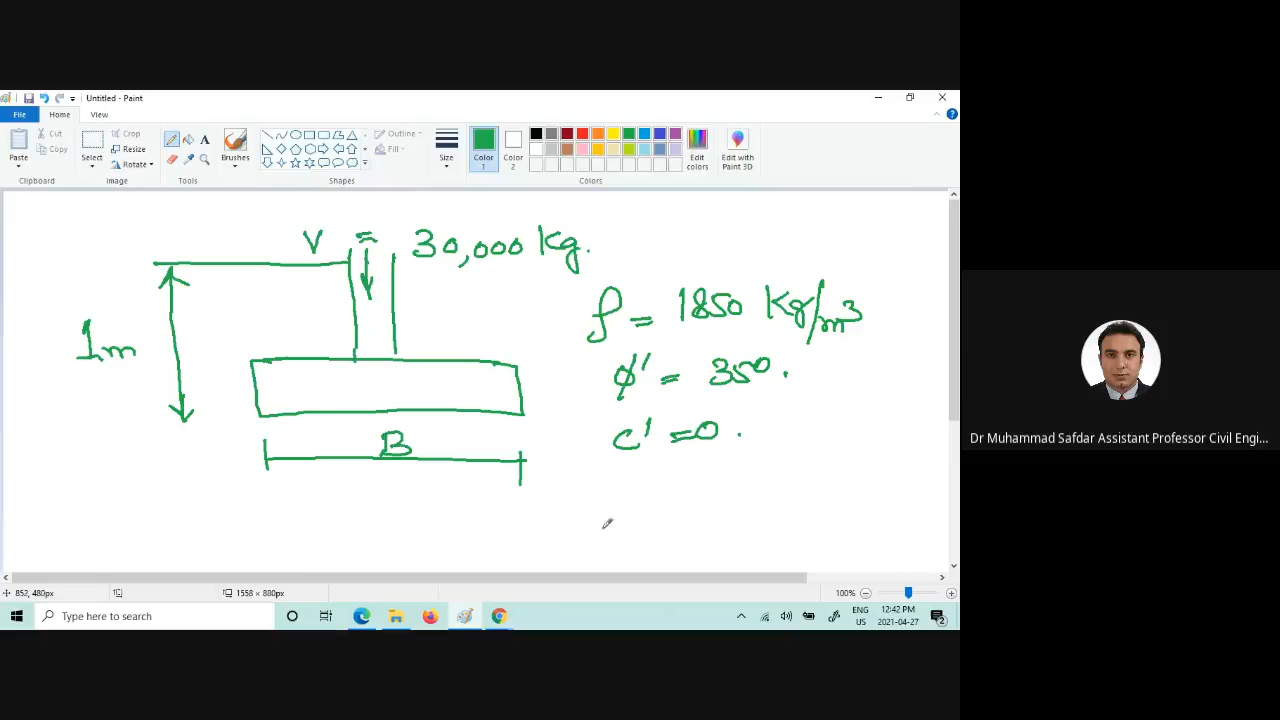 Untitled - Paint
File
Home
View
Paste
Cut
Copy
Clipboard
Select
Crop
Resize
Rotate
Image
Tools
Brushes
Shapes
Outline
Fill
Size
Color 1
Color 2
Edit colors
Edit with Paint 3D
Colors
V = 30,000 Kg.
1m
B
ρ = 1850 Kg/m³
φ' = 35°.
c' = 0.
852, 480px
1558 × 880px
100%
Type here to search
ENG
US
12:42 PM
2021-04-27
2
Dr Muhammad Safdar Assistant Professor Civil Engi...